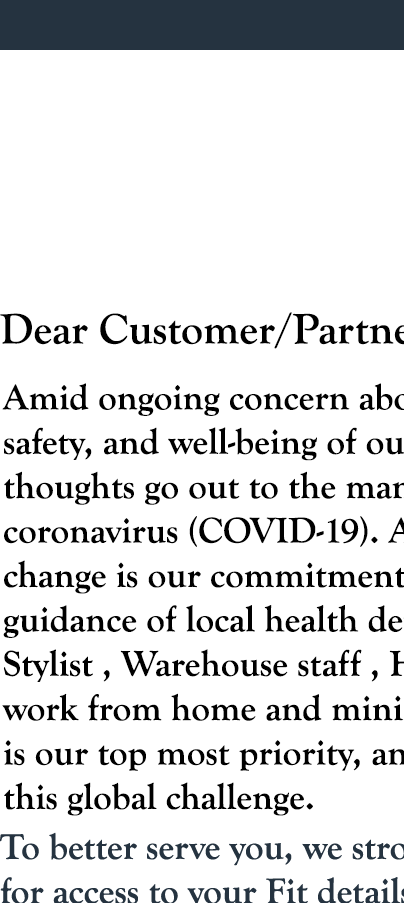 Dear Customer/Partne
Amid ongoing concern abo
safety, and well-being of ou
thoughts go out to the
coronavirus (COVID-19).
change is our commitment
guidance of local health de
Stylist , Warehouse staff ,
work from home and mini
is our top most priority, an
this global challenge.
To better serve you, we stro
for access to your Fit details